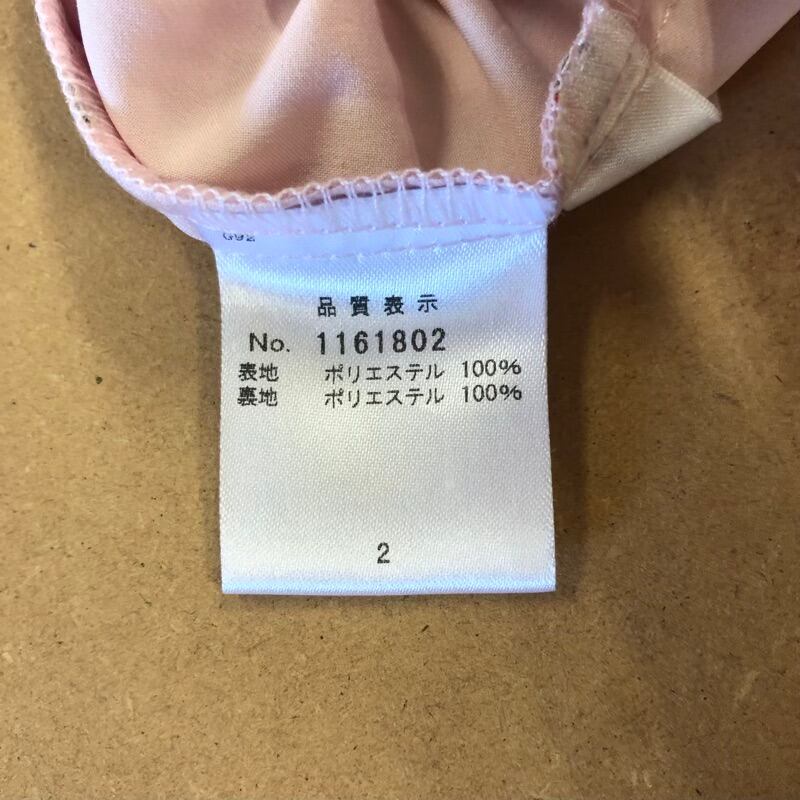 品質表示
No. 1161802
表地 ポリエステル 100%
裏地 ポリエステル 100%
2